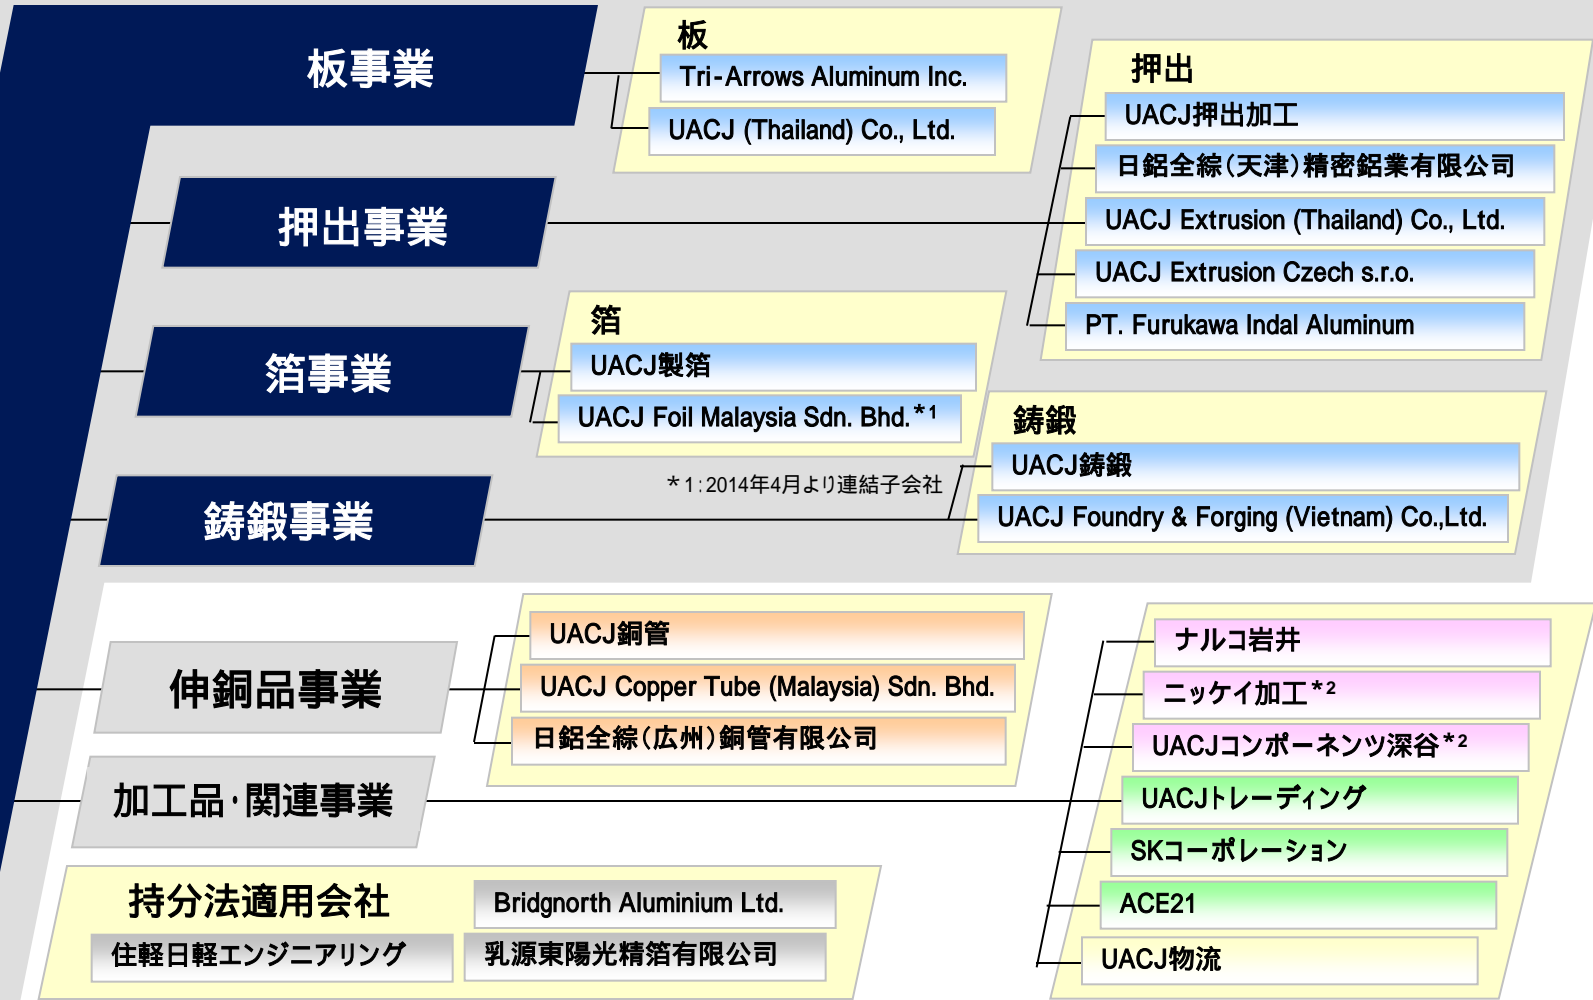 板事業
板
Tri-Arrows Aluminum Inc.
UACJ (Thailand) Co., Ltd.
押出事業
押出
UACJ押出加工
日鋁全綜(天津)精密鋁業有限公司
UACJ Extrusion (Thailand) Co., Ltd.
UACJ Extrusion Czech s.r.o.
PT. Furukawa Indal Aluminum
箔事業
箔
UACJ製箔
UACJ Foil Malaysia Sdn. Bhd.*1
*1:2014年4月より連結子会社
鋳鍛事業
鋳鍛
UACJ鋳鍛
UACJ Foundry & Forging (Vietnam) Co.,Ltd.
伸銅品事業
UACJ銅管
UACJ Copper Tube (Malaysia) Sdn. Bhd.
日鋁全綜(広州)銅管有限公司
加工品・関連事業
ナルコ岩井
ニッケイ加工*2
UACJコンポーネンツ深谷*2
UACJトレーディング
SKコーポレーション
ACE21
UACJ物流
持分法適用会社
Bridgnorth Aluminium Ltd.
住軽日軽エンジニアリング
乳源東陽光精箔有限公司